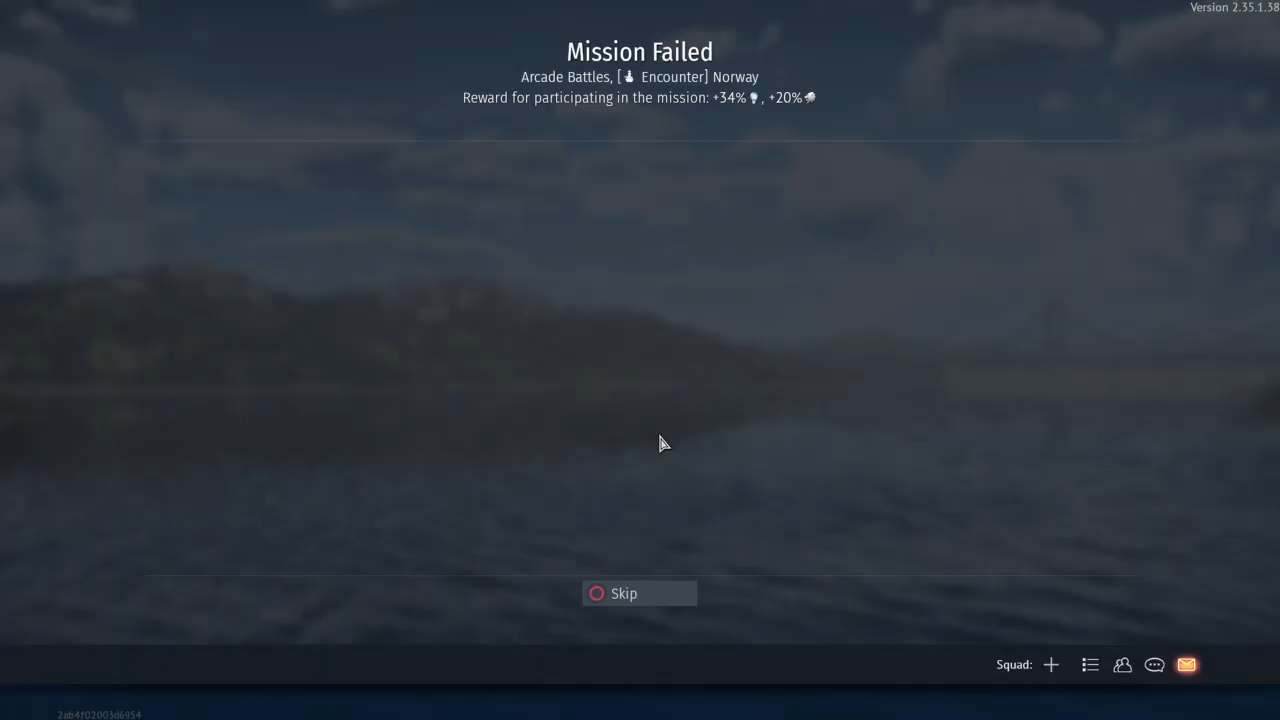 Version 2.35.1.38
Mission Failed
Arcade Battles, [ Encounter] Norway
Reward for participating in the mission: +34% , +20%
Skip
Squad:
2ab4f02003d6954